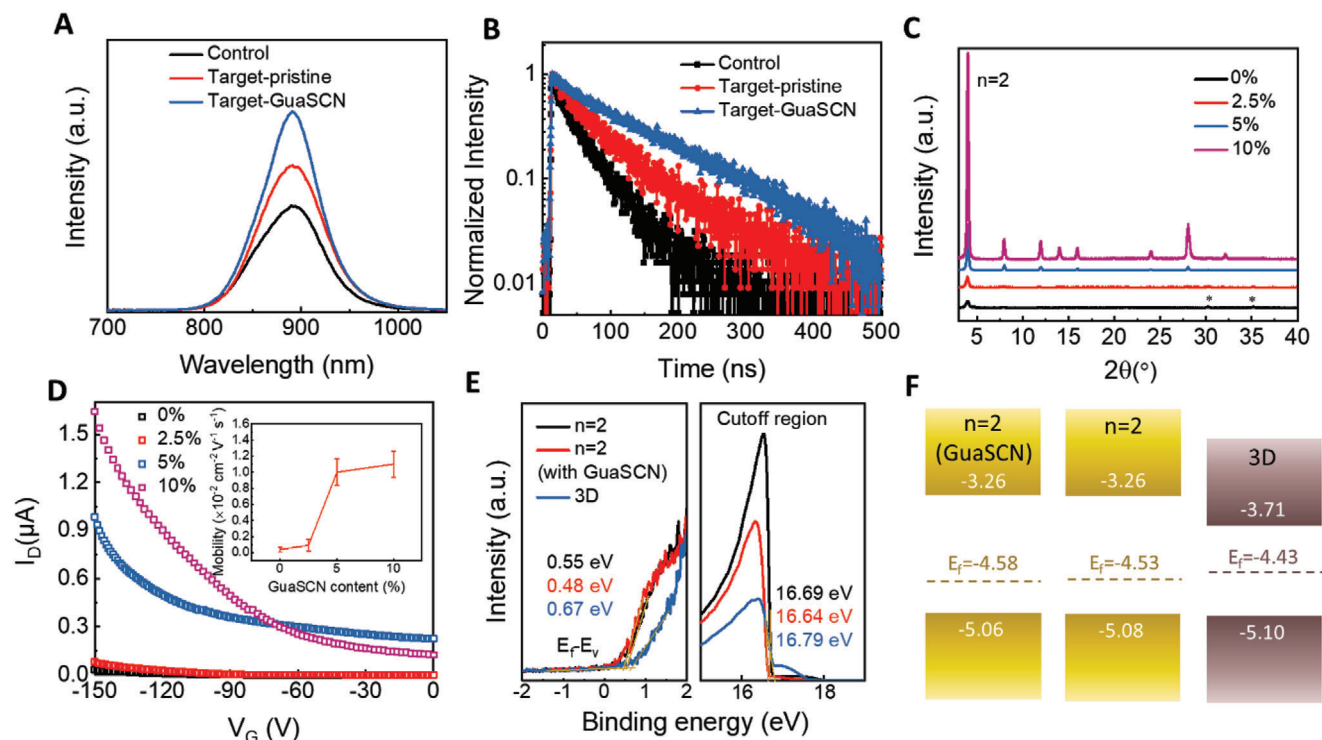 A
Control
Target-pristine
Target-GuaSCN
Intensity (a.u.)
700
800
900
1000
Wavelength (nm)
B
Control
Target-pristine
Target-GuaSCN
Normalized Intensity
1
0.1
0.01
0
100
200
300
400
500
Time (ns)
C
n=2
0%
2.5%
5%
10%
Intensity (a.u.)
*
*
5
10
15
20
25
30
35
40
2θ(°)
D
0%
2.5%
5%
10%
I_D(μA)
1.5
1.2
0.9
0.6
0.3
0.0
-150
-120
-90
-60
-30
0
V_G (V)
Mobility (×10⁻² cm⁻² V⁻¹ s⁻¹)
1.6
1.4
1.2
1.0
0.8
0.6
0.4
0.2
0.0
0
2
4
6
8
10
GuaSCN content (%)
E
n=2
n=2
(with GuaSCN)
3D
Intensity (a.u.)
0.55 eV
0.48 eV
0.67 eV
E_f-E_v
Cutoff region
16.69 eV
16.64 eV
16.79 eV
-2
-1
0
1
2
16
18
Binding energy (eV)
F
n=2
(GuaSCN)
-3.26
E_f=-4.58
-5.06
n=2
-3.26
E_f=-4.53
-5.08
3D
-3.71
E_f=-4.43
-5.10